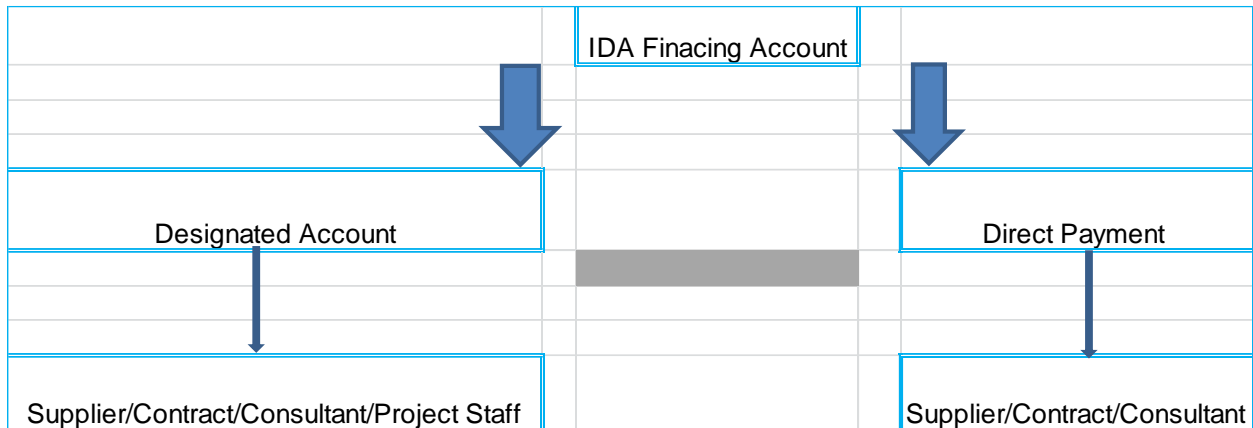 IDA Finacing Account
Designated Account
Direct Payment
Supplier/Contract/Consultant/Project Staff
Supplier/Contract/Consultant